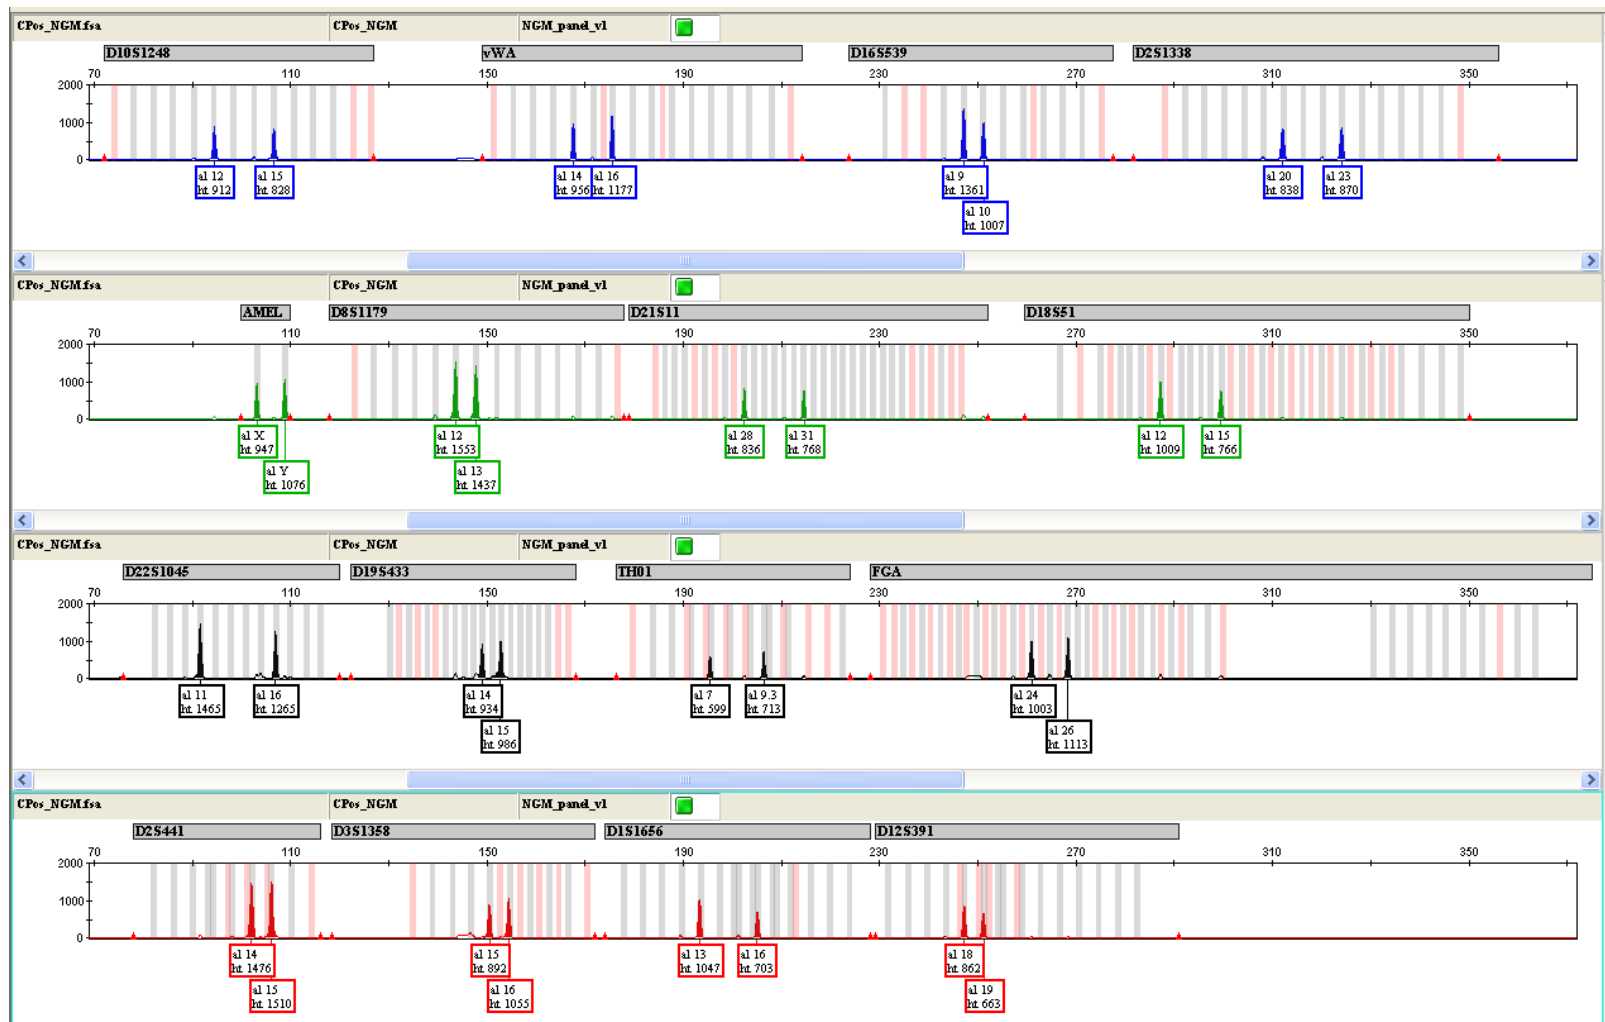 CPos_NGM.fsa CPos_NGM NGM_panel_v1
D10S1248 vWA D16S539 D2S1338
70 110 150 190 230 270 310 350
2000
1000
0
al 12 al 15 al 14 al 16 al 9 al 20 al 23
ht 912 ht 828 ht 956 ht 1177 ht 1361 ht 838 ht 870
al 10
ht 1007
CPos_NGM.fsa CPos_NGM NGM_panel_v1
AMEL D8S1179 D21S11 D18S51
70 110 150 190 230 270 310 350
2000
1000
0
al X al 12 al 28 al 31 al 12 al 15
ht 947 ht 1553 ht 836 ht 768 ht 1009 ht 766
al Y al 13
ht 1076 ht 1437
CPos_NGM.fsa CPos_NGM NGM_panel_v1
D22S1045 D19S433 TH01 FGA
70 110 150 190 230 270 310 350
2000
1000
0
al 11 al 16 al 14 al 7 al 9.3 al 24
ht 1465 ht 1265 ht 934 ht 599 ht 713 ht 1003
al 15 al 26
ht 986 ht 1113
CPos_NGM.fsa CPos_NGM NGM_panel_v1
D2S441 D3S1358 D1S1656 D12S391
70 110 150 190 230 270 310 350
2000
1000
0
al 14 al 15 al 13 al 16 al 18
ht 1476 ht 892 ht 1047 ht 703 ht 862
al 15 al 16 al 19
ht 1510 ht 1055 ht 663